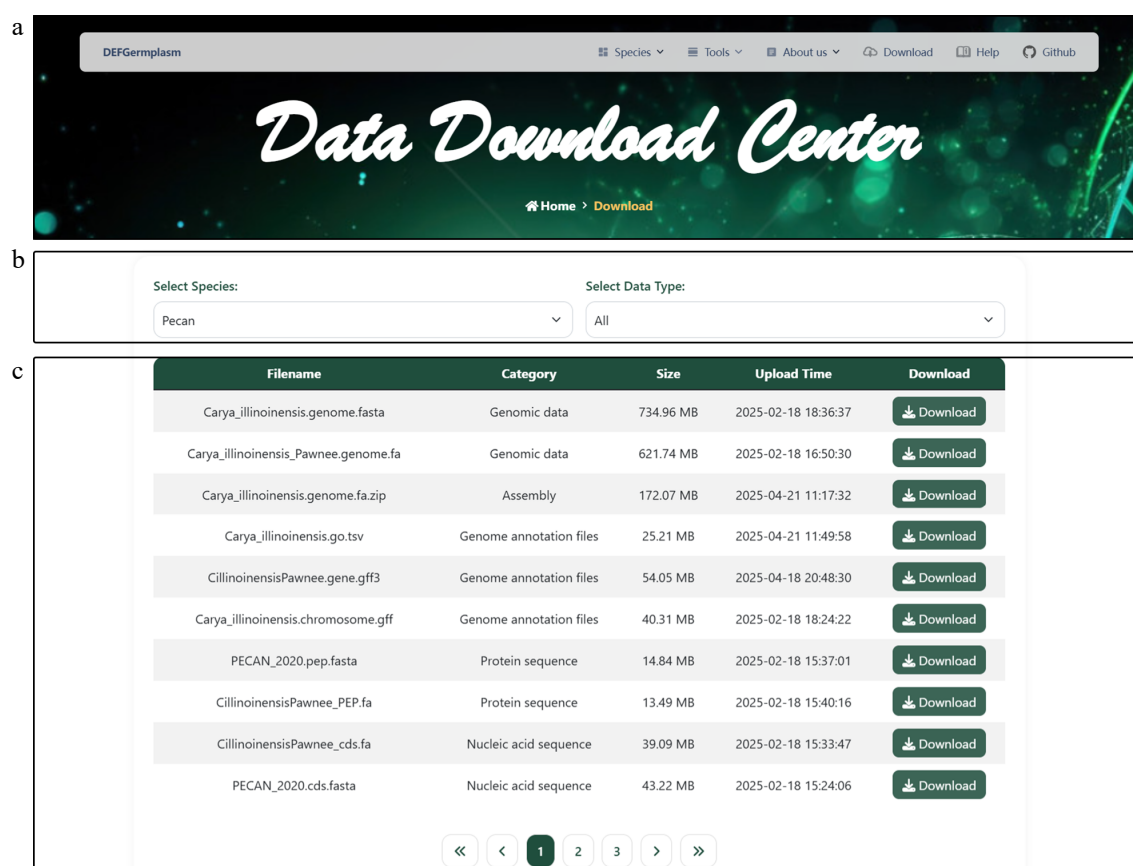 a
DEFGermplasm Species Tools About us Download Help Github
Data Download Center
Home > Download
b
Select Species: Select Data Type:
Pecan All
c
Filename Category Size Upload Time Download
Carya_illinoinensis.genome.fasta Genomic data 734.96 MB 2025-02-18 18:36:37 Download
Carya_illinoinensis_Pawnee.genome.fa Genomic data 621.74 MB 2025-02-18 16:50:30 Download
Carya_illinoinensis.genome.fa.zip Assembly 172.07 MB 2025-04-21 11:17:32 Download
Carya_illinoinensis.go.tsv Genome annotation files 25.21 MB 2025-04-21 11:49:58 Download
CillinoinensisPawnee.gene.gff3 Genome annotation files 54.05 MB 2025-04-18 20:48:30 Download
Carya_illinoinensis.chromosome.gff Genome annotation files 40.31 MB 2025-02-18 18:24:22 Download
PECAN_2020.pep.fasta Protein sequence 14.84 MB 2025-02-18 15:37:01 Download
CillinoinensisPawnee_PEP.fa Protein sequence 13.49 MB 2025-02-18 15:40:16 Download
CillinoinensisPawnee_cds.fa Nucleic acid sequence 39.09 MB 2025-02-18 15:33:47 Download
PECAN_2020.cds.fasta Nucleic acid sequence 43.22 MB 2025-02-18 15:24:06 Download
« ‹ 1 2 3 › »